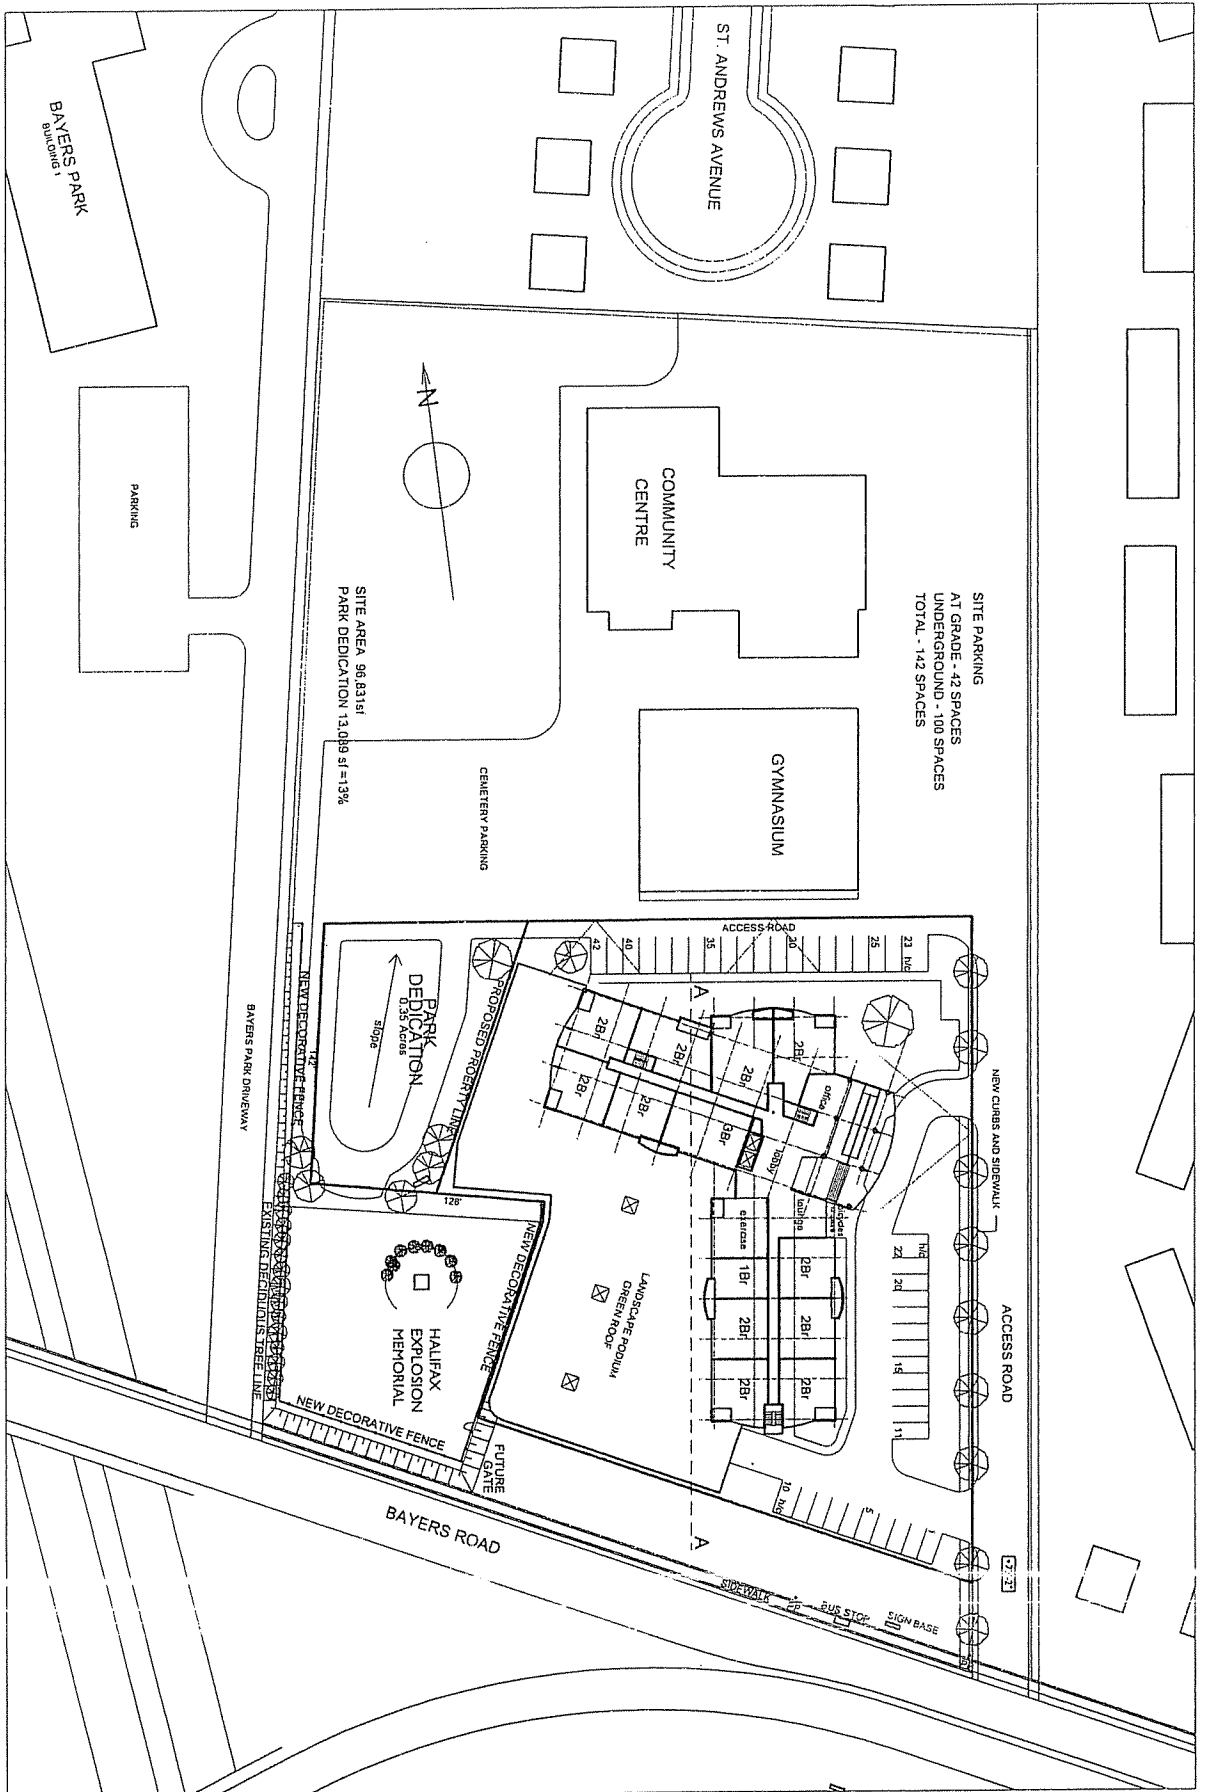 ST. ANDREWS AVENUE
BAYERS PARK
BUILDING 1
PARKING
N
COMMUNITY
CENTRE
SITE PARKING
AT GRADE - 42 SPACES
UNDERGROUND - 100 SPACES
TOTAL - 142 SPACES
SITE AREA 96,831sf
PARK DEDICATION 13,089 sf =13%
CEMETERY PARKING
GYMNASIUM
ACCESS ROAD
42
40
35
30
25
23
h/c
NEW DECORATIVE FENCE
142'
PARK
DEDICATION
0.35 Acres
slope
PROPOSED PROERTY LINE
BAYERS PARK DRIVEWAY
A
2Br
2Br
2Br
2Br
2Br
2Br
3Br
office
lobby
lounge
bicycles
exercise
1Br
2Br
2Br
2Br
2Br
2Br
NEW CURBS AND SIDEWALK
ACCESS ROAD
h/c
22
20
15
11
10
h/c
5
128'
NEW DECORATIVE FENCE
LANDSCAPE PODIUM
GREEN ROOF
HALIFAX
EXPLOSION
MEMORIAL
EXISTING DECIDUOUS TREE LINE
NEW DECORATIVE FENCE
FUTURE
GATE
A
BAYERS ROAD
SIDEWALK
BUS STOP
SIGN BASE